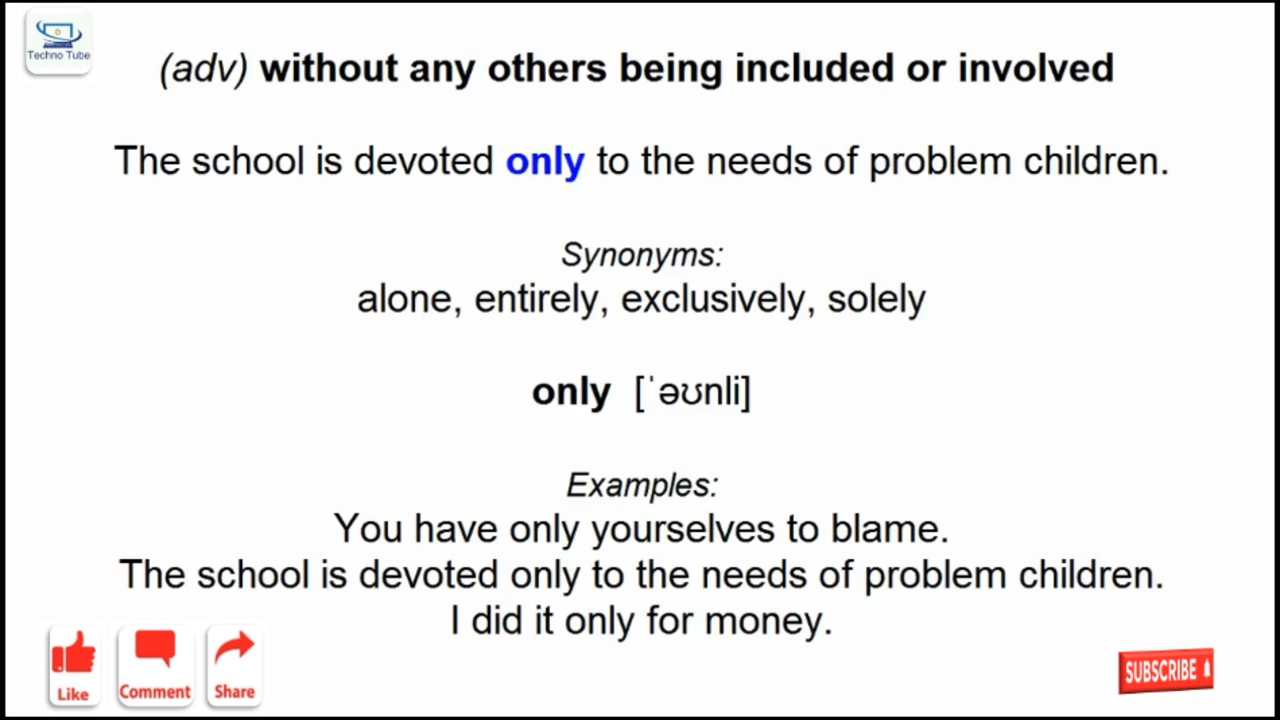 Techno Tube
(adv) without any others being included or involved
The school is devoted only to the needs of problem children.
Synonyms:
alone, entirely, exclusively, solely
only [ˈəʊnli]
Examples:
You have only yourselves to blame.
The school is devoted only to the needs of problem children.
I did it only for money.
Like
Comment
Share
SUBSCRIBE